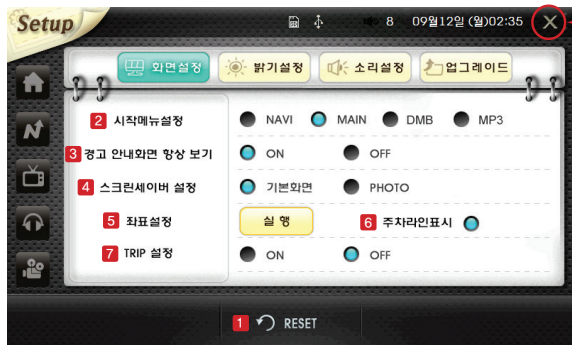 Setup 8 09월12일 (월)02:35
화면설정 밝기설정 소리설정 업그레이드
2 시작메뉴설정 NAVI MAIN DMB MP3
3 경고 안내화면 항상 보기 ON OFF
4 스크린세이버 설정 기본화면 PHOTO
5 좌표설정 실 행 6 주차라인표시
7 TRIP 설정 ON OFF
1 RESET